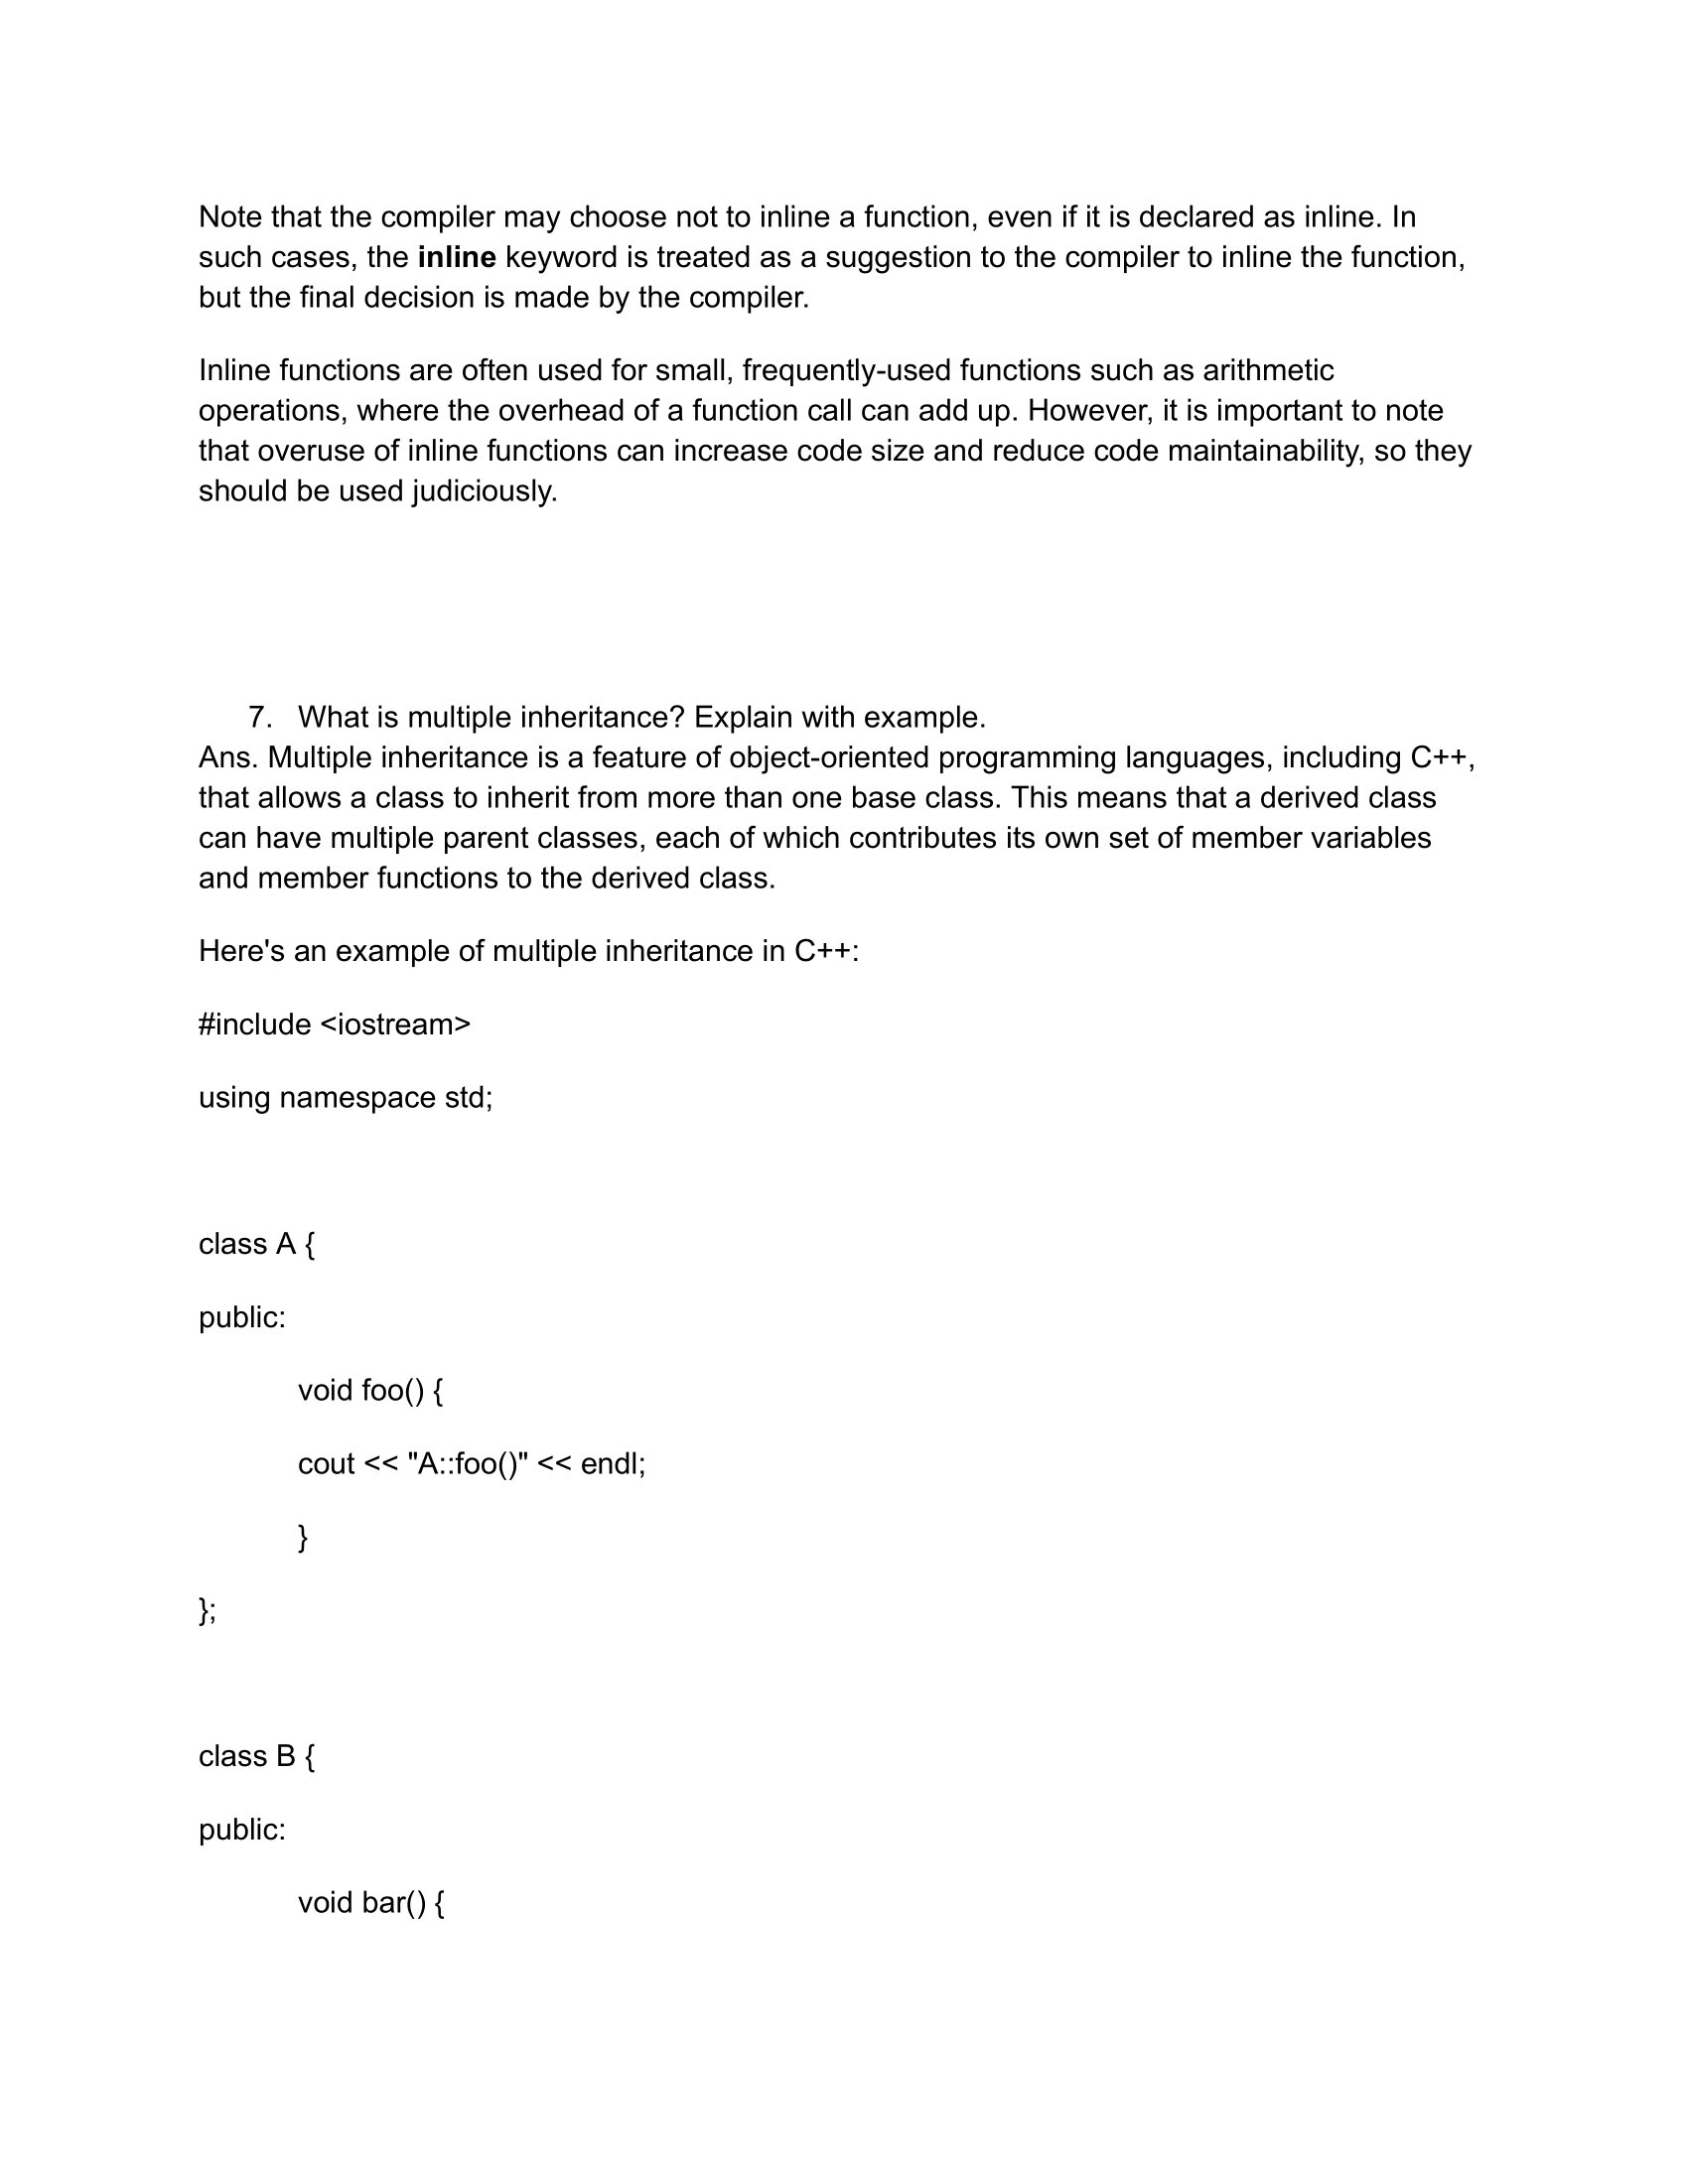 Note that the compiler may choose not to inline a function, even if it is declared as inline. In
such cases, the inline keyword is treated as a suggestion to the compiler to inline the function,
but the final decision is made by the compiler.
Inline functions are often used for small, frequently-used functions such as arithmetic
operations, where the overhead of a function call can add up. However, it is important to note
that overuse of inline functions can increase code size and reduce code maintainability, so they
should be used judiciously.
7. What is multiple inheritance? Explain with example.
Ans. Multiple inheritance is a feature of object-oriented programming languages, including C++,
that allows a class to inherit from more than one base class. This means that a derived class
can have multiple parent classes, each of which contributes its own set of member variables
and member functions to the derived class.
Here's an example of multiple inheritance in C++:
#include <iostream>
using namespace std;
class A {
public:
void foo() {
cout << "A::foo()" << endl;
}
};
class B {
public:
void bar() {